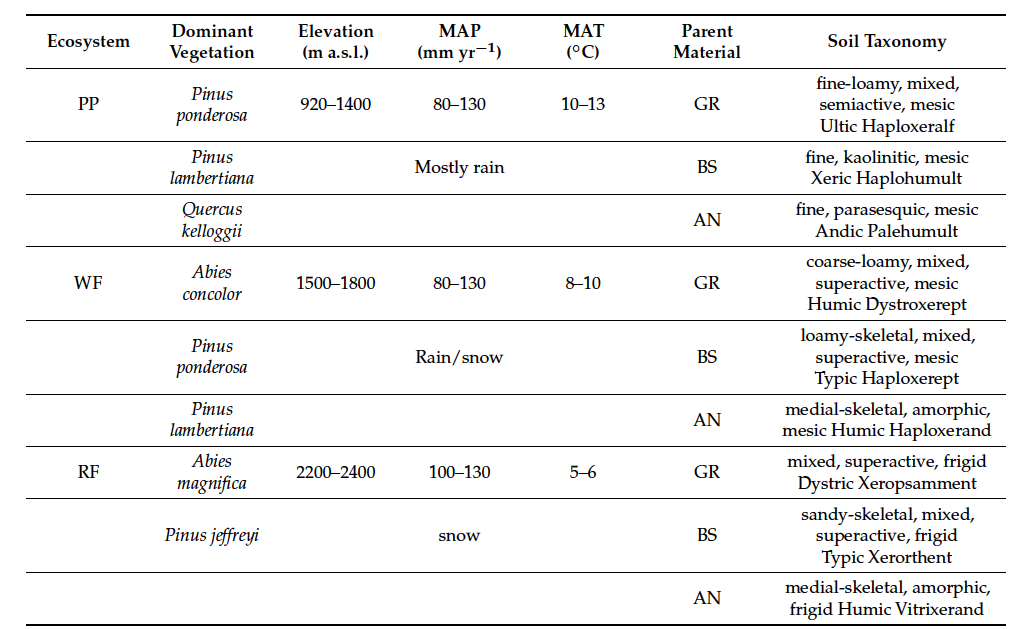 Ecosystem Dominant Vegetation Elevation (m a.s.l.) MAP (mm yr−1) MAT (°C) Parent Material Soil Taxonomy
PP Pinus ponderosa 920–1400 80–130 10–13 GR fine-loamy, mixed, semiactive, mesic Ultic Haploxeralf
Pinus lambertiana Mostly rain BS fine, kaolinitic, mesic Xeric Haplohumult
Quercus kelloggii AN fine, parasesquic, mesic Andic Palehumult
WF Abies concolor 1500–1800 80–130 8–10 GR coarse-loamy, mixed, superactive, mesic Humic Dystroxerept
Pinus ponderosa Rain/snow BS loamy-skeletal, mixed, superactive, mesic Typic Haploxerept
Pinus lambertiana AN medial-skeletal, amorphic, mesic Humic Haploxerand
RF Abies magnifica 2200–2400 100–130 5–6 GR mixed, superactive, frigid Dystric Xeropsamment
Pinus jeffreyi snow BS sandy-skeletal, mixed, superactive, frigid Typic Xerorthent
AN medial-skeletal, amorphic, frigid Humic Vitrixerand